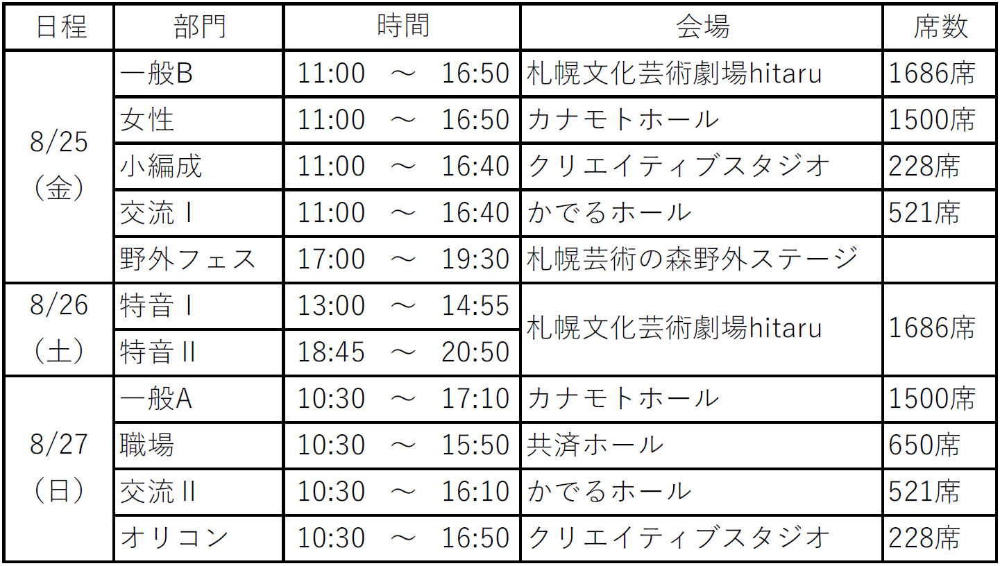 日程 部門 時間 会場 席数
8/25
（金）
一般B 11:00 ～ 16:50 札幌文化芸術劇場hitaru 1686席
女性 11:00 ～ 16:50 カナモトホール 1500席
小編成 11:00 ～ 16:40 クリエイティブスタジオ 228席
交流Ⅰ 11:00 ～ 16:40 かでるホール 521席
野外フェス 17:00 ～ 19:30 札幌芸術の森野外ステージ
8/26
（土）
特音Ⅰ 13:00 ～ 14:55
特音Ⅱ 18:45 ～ 20:50
札幌文化芸術劇場hitaru 1686席
8/27
（日）
一般A 10:30 ～ 17:10 カナモトホール 1500席
職場 10:30 ～ 15:50 共済ホール 650席
交流Ⅱ 10:30 ～ 16:10 かでるホール 521席
オリコン 10:30 ～ 16:50 クリエイティブスタジオ 228席